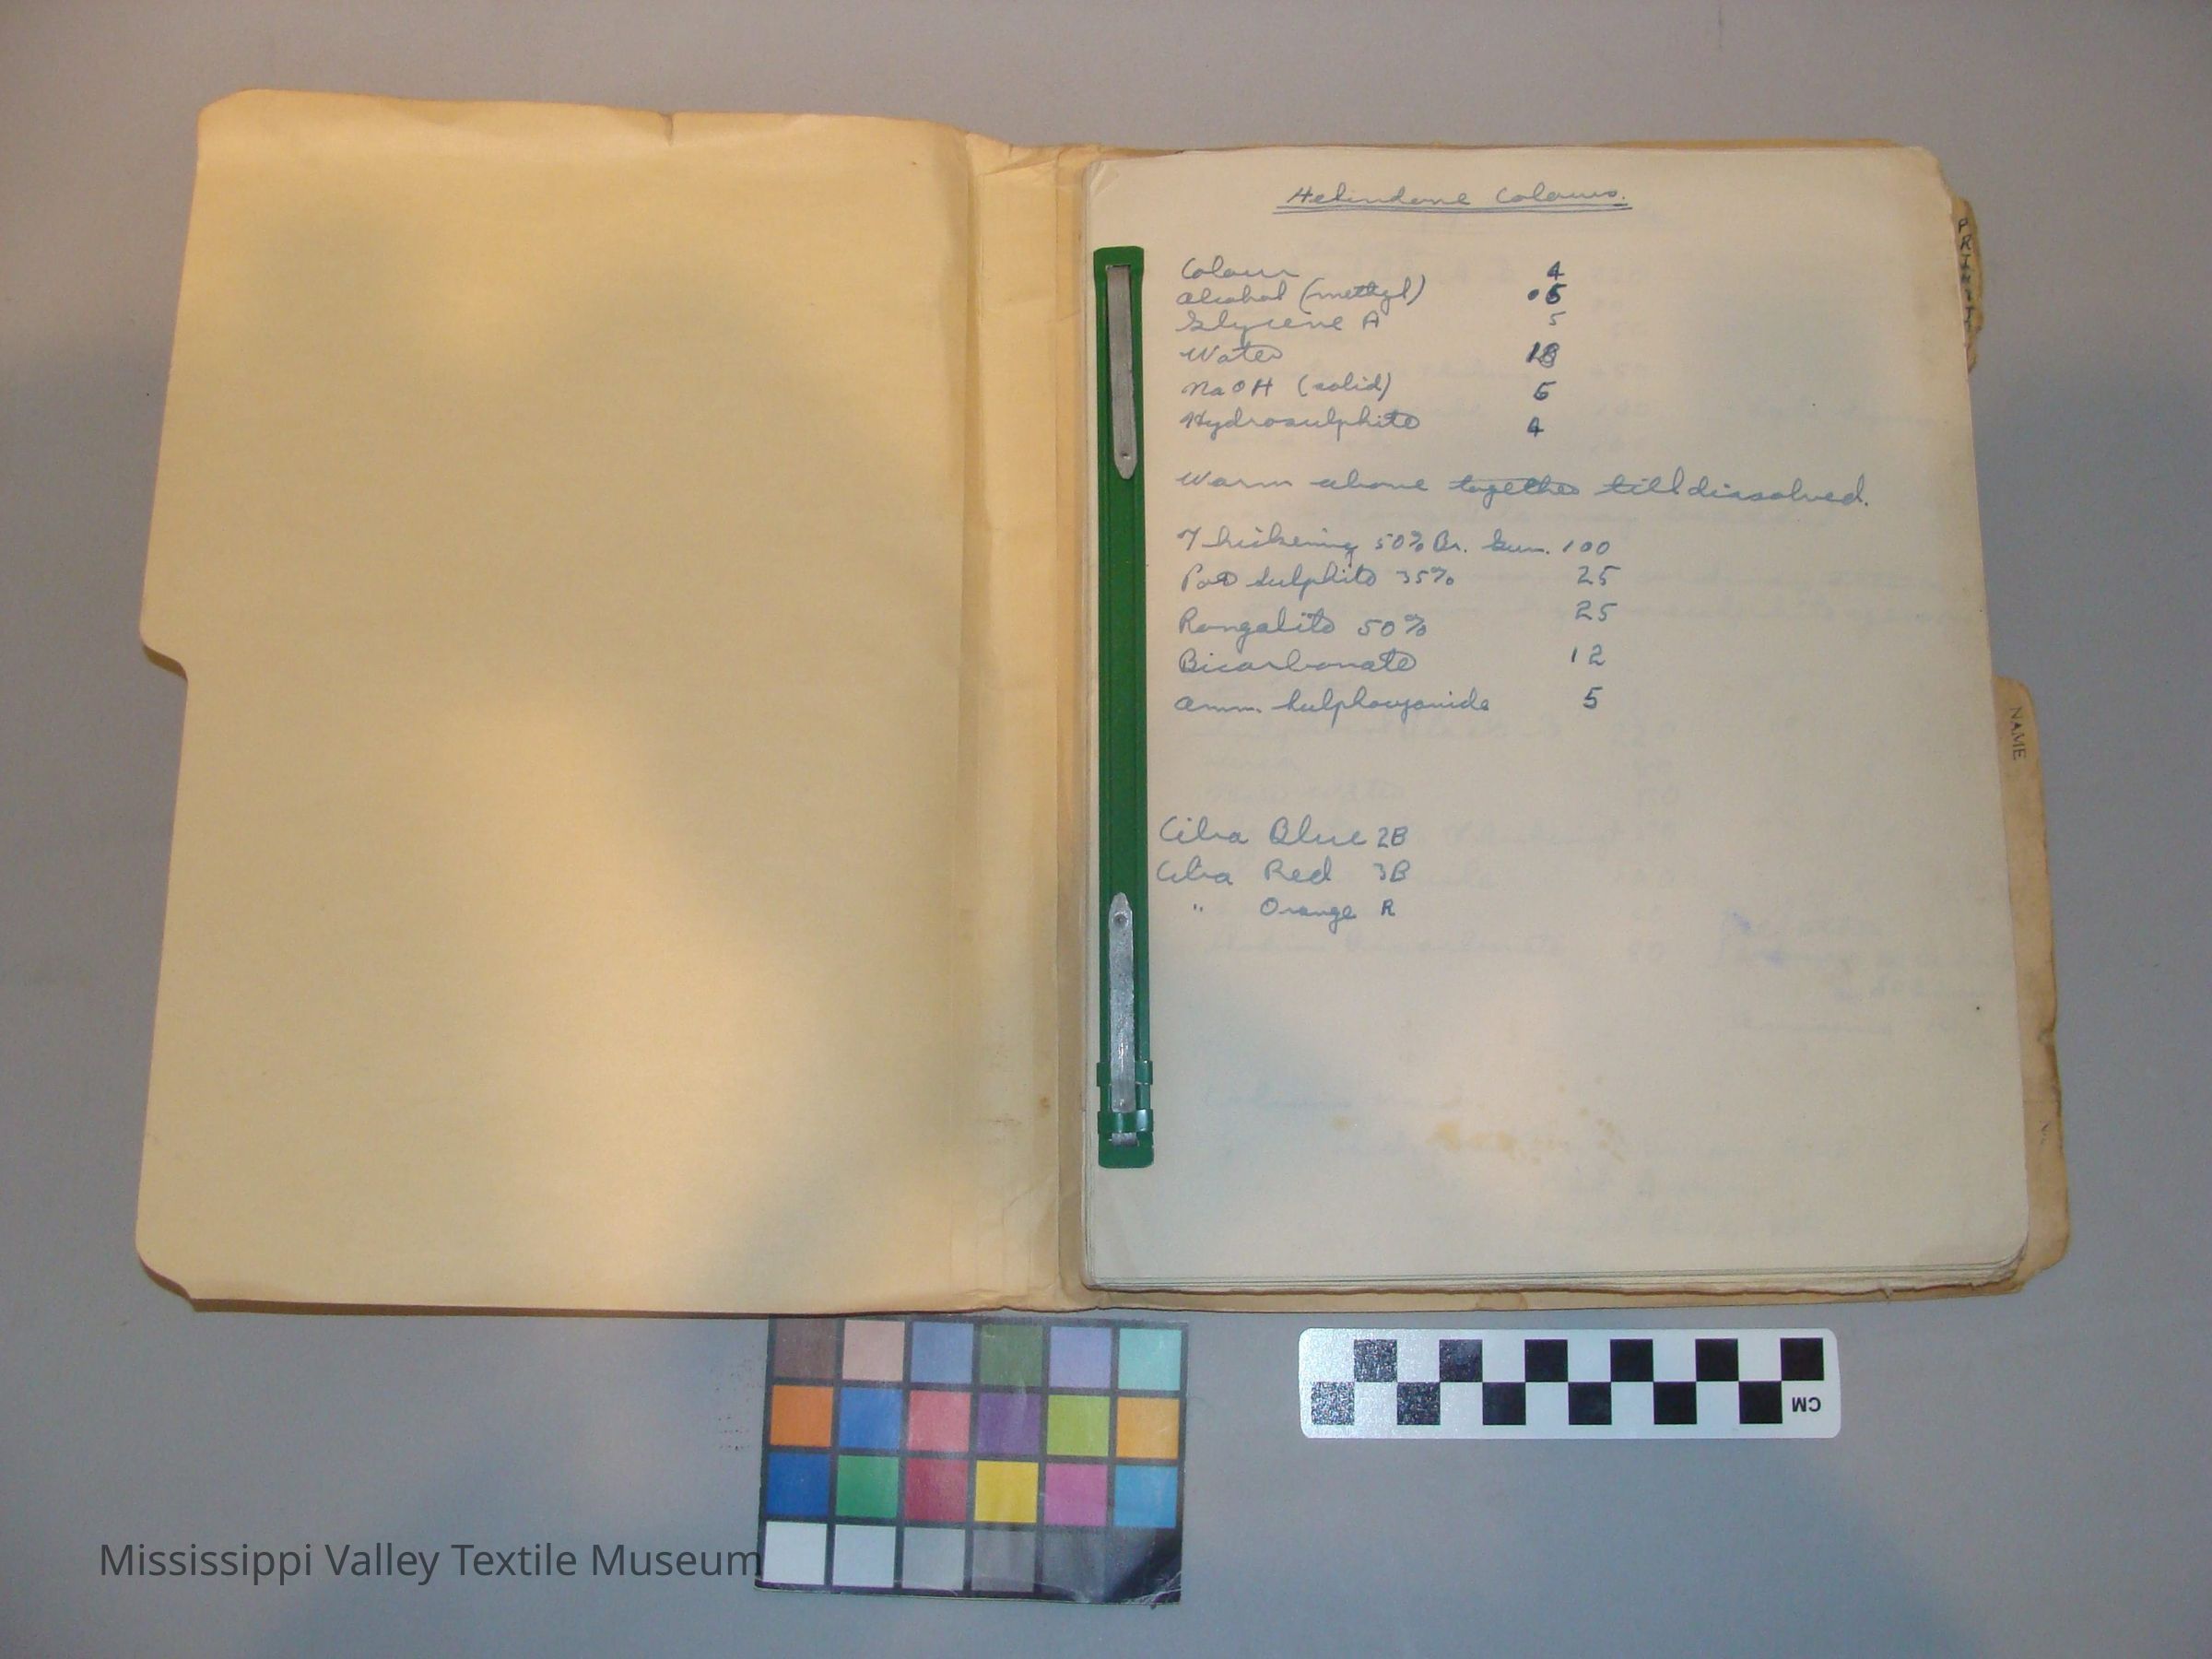 Helindone Colours.
Colour 4
Alcohol (methyl) .5
Glycene A 5
Water 18
NaOH (solid) 6
Hydrosulphite 4
Warm above together till dissolved.
Thickening 50% Br. Gum. 100
Pot sulphite 35% 25
Rongalite 50% 25
Bicarbonate 12
Amm. Sulphocyanide 5
Ciba Blue 2B
Ciba Red 3B
" Orange R
NAME
CM
Mississippi Valley Textile Museum